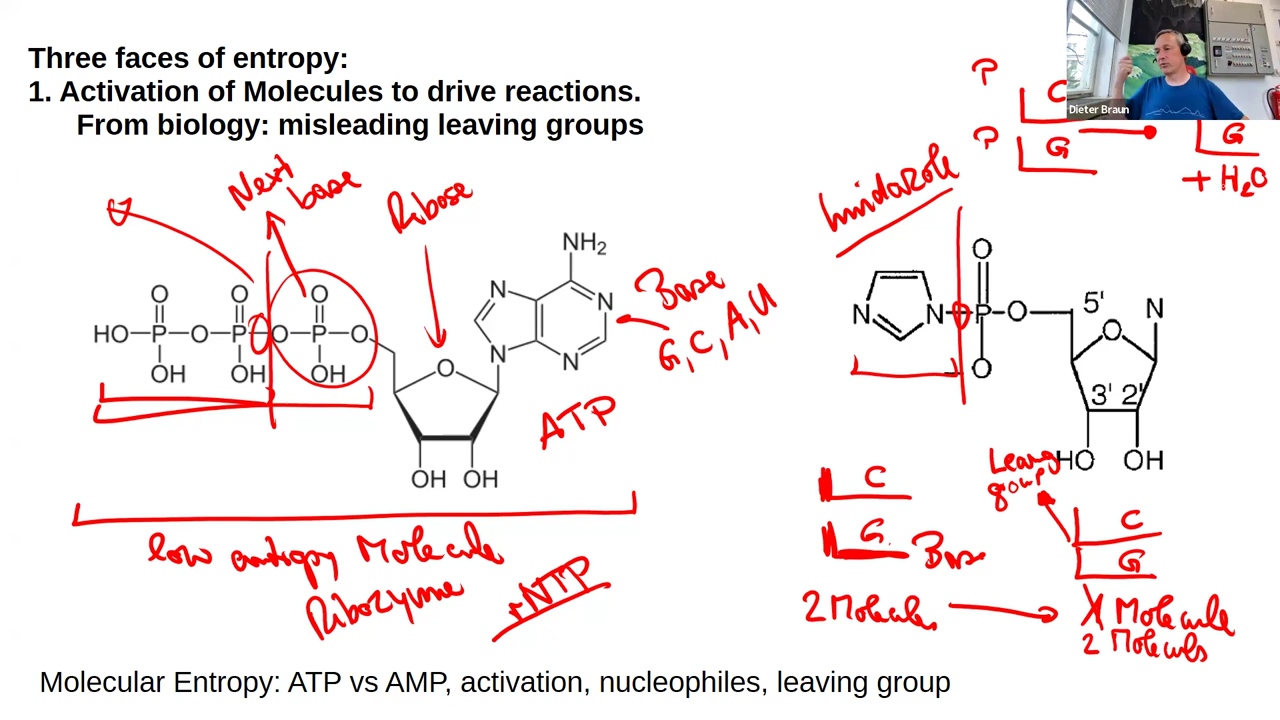 Three faces of entropy:
1. Activation of Molecules to drive reactions.
From biology: misleading leaving groups
Dieter Braun
P
C
P
G
G
+ H2O
Next
base
Ribose
Imidazole
NH2
N
N
N
N
Base
G, C, A, U
O
O
O
HO P O P O P O
OH
OH
OH
O
OH
OH
ATP
O
N
N
P
O
5'
N
O
O
3'
2'
HO
OH
Leaving
group
C
G
Base
C
G
low entropy Molecule
Ribozyme
rNTP
2 Molecules
Molecule
2 Molecules
Molecular Entropy: ATP vs AMP, activation, nucleophiles, leaving group